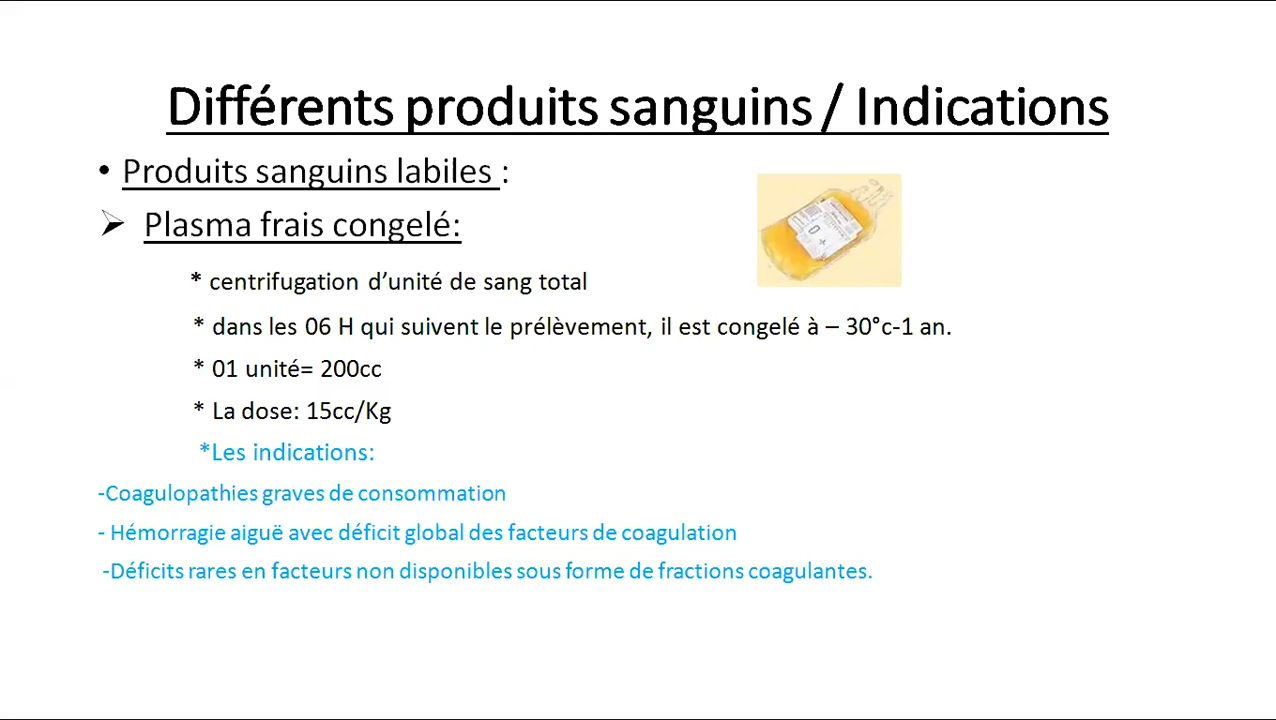 Différents produits sanguins / Indications
• Produits sanguins labiles :
➢ Plasma frais congelé:
* centrifugation d’unité de sang total
* dans les 06 H qui suivent le prélèvement, il est congelé à – 30°c-1 an.
* 01 unité= 200cc
* La dose: 15cc/Kg
*Les indications:
-Coagulopathies graves de consommation
- Hémorragie aiguë avec déficit global des facteurs de coagulation
-Déficits rares en facteurs non disponibles sous forme de fractions coagulantes.